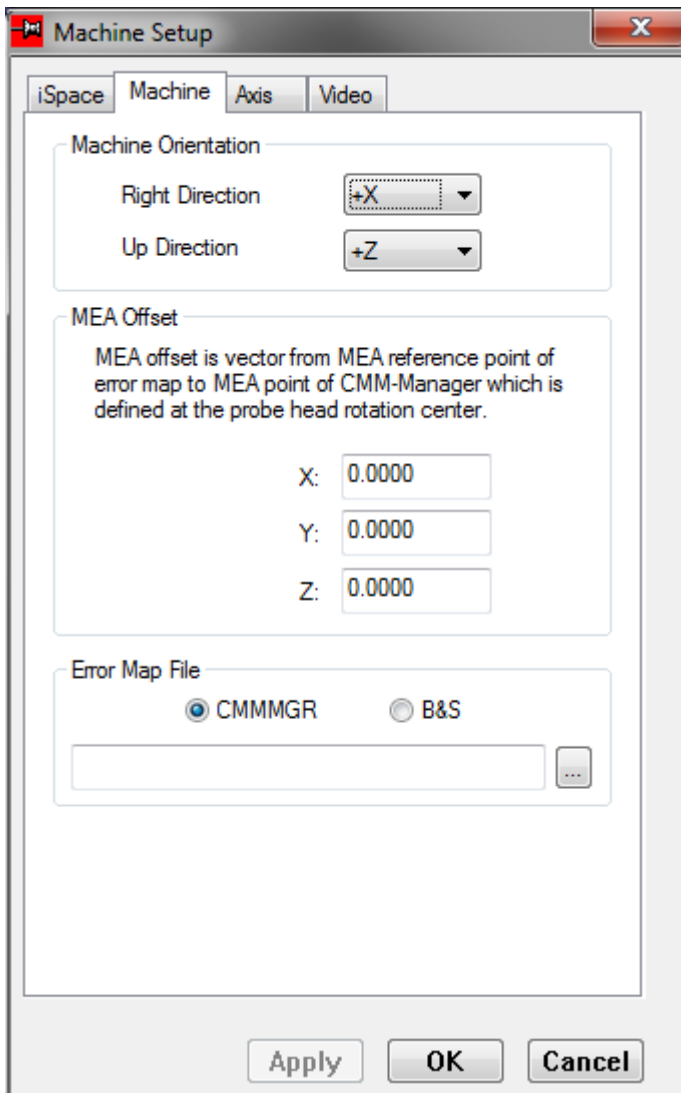 Machine Setup
iSpace Machine Axis Video
Machine Orientation
Right Direction +X
Up Direction +Z
MEA Offset
MEA offset is vector from MEA reference point of
error map to MEA point of CMM-Manager which is
defined at the probe head rotation center.
X: 0.0000
Y: 0.0000
Z: 0.0000
Error Map File
CMMMGR B&S
...
Apply OK Cancel